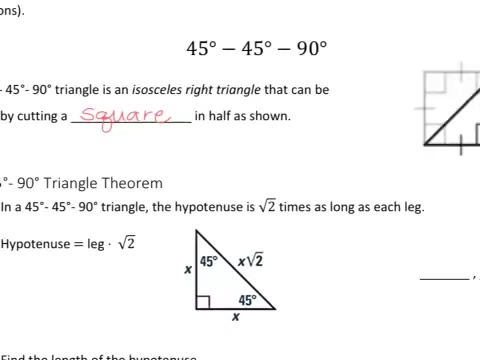 ons).
45° − 45° − 90°
- 45°- 90° triangle is an isosceles right triangle that can be
by cutting a square in half as shown.
5°- 90° Triangle Theorem
In a 45°- 45°- 90° triangle, the hypotenuse is √2 times as long as each leg.
Hypotenuse = leg · √2
45°
x√2
x
45°
x
_______ ,
Find the length of the hypotenuse